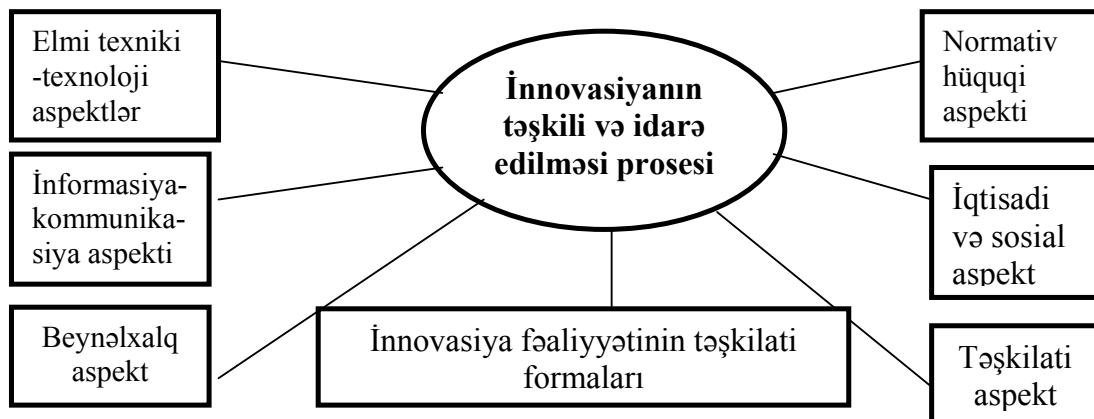 Elmi texniki
-texnoloji
aspektlər
İnnovasiyanın
təşkili və idarə
edilməsi prosesi
Normativ
hüquqi
aspekti
İnformasiya-
kommunika-
siya aspekti
İqtisadi
və sosial
aspekt
Beynəlxalq
aspekt
İnnovasiya fəaliyyətinin təşkilati
formaları
Təşkilati
aspekt